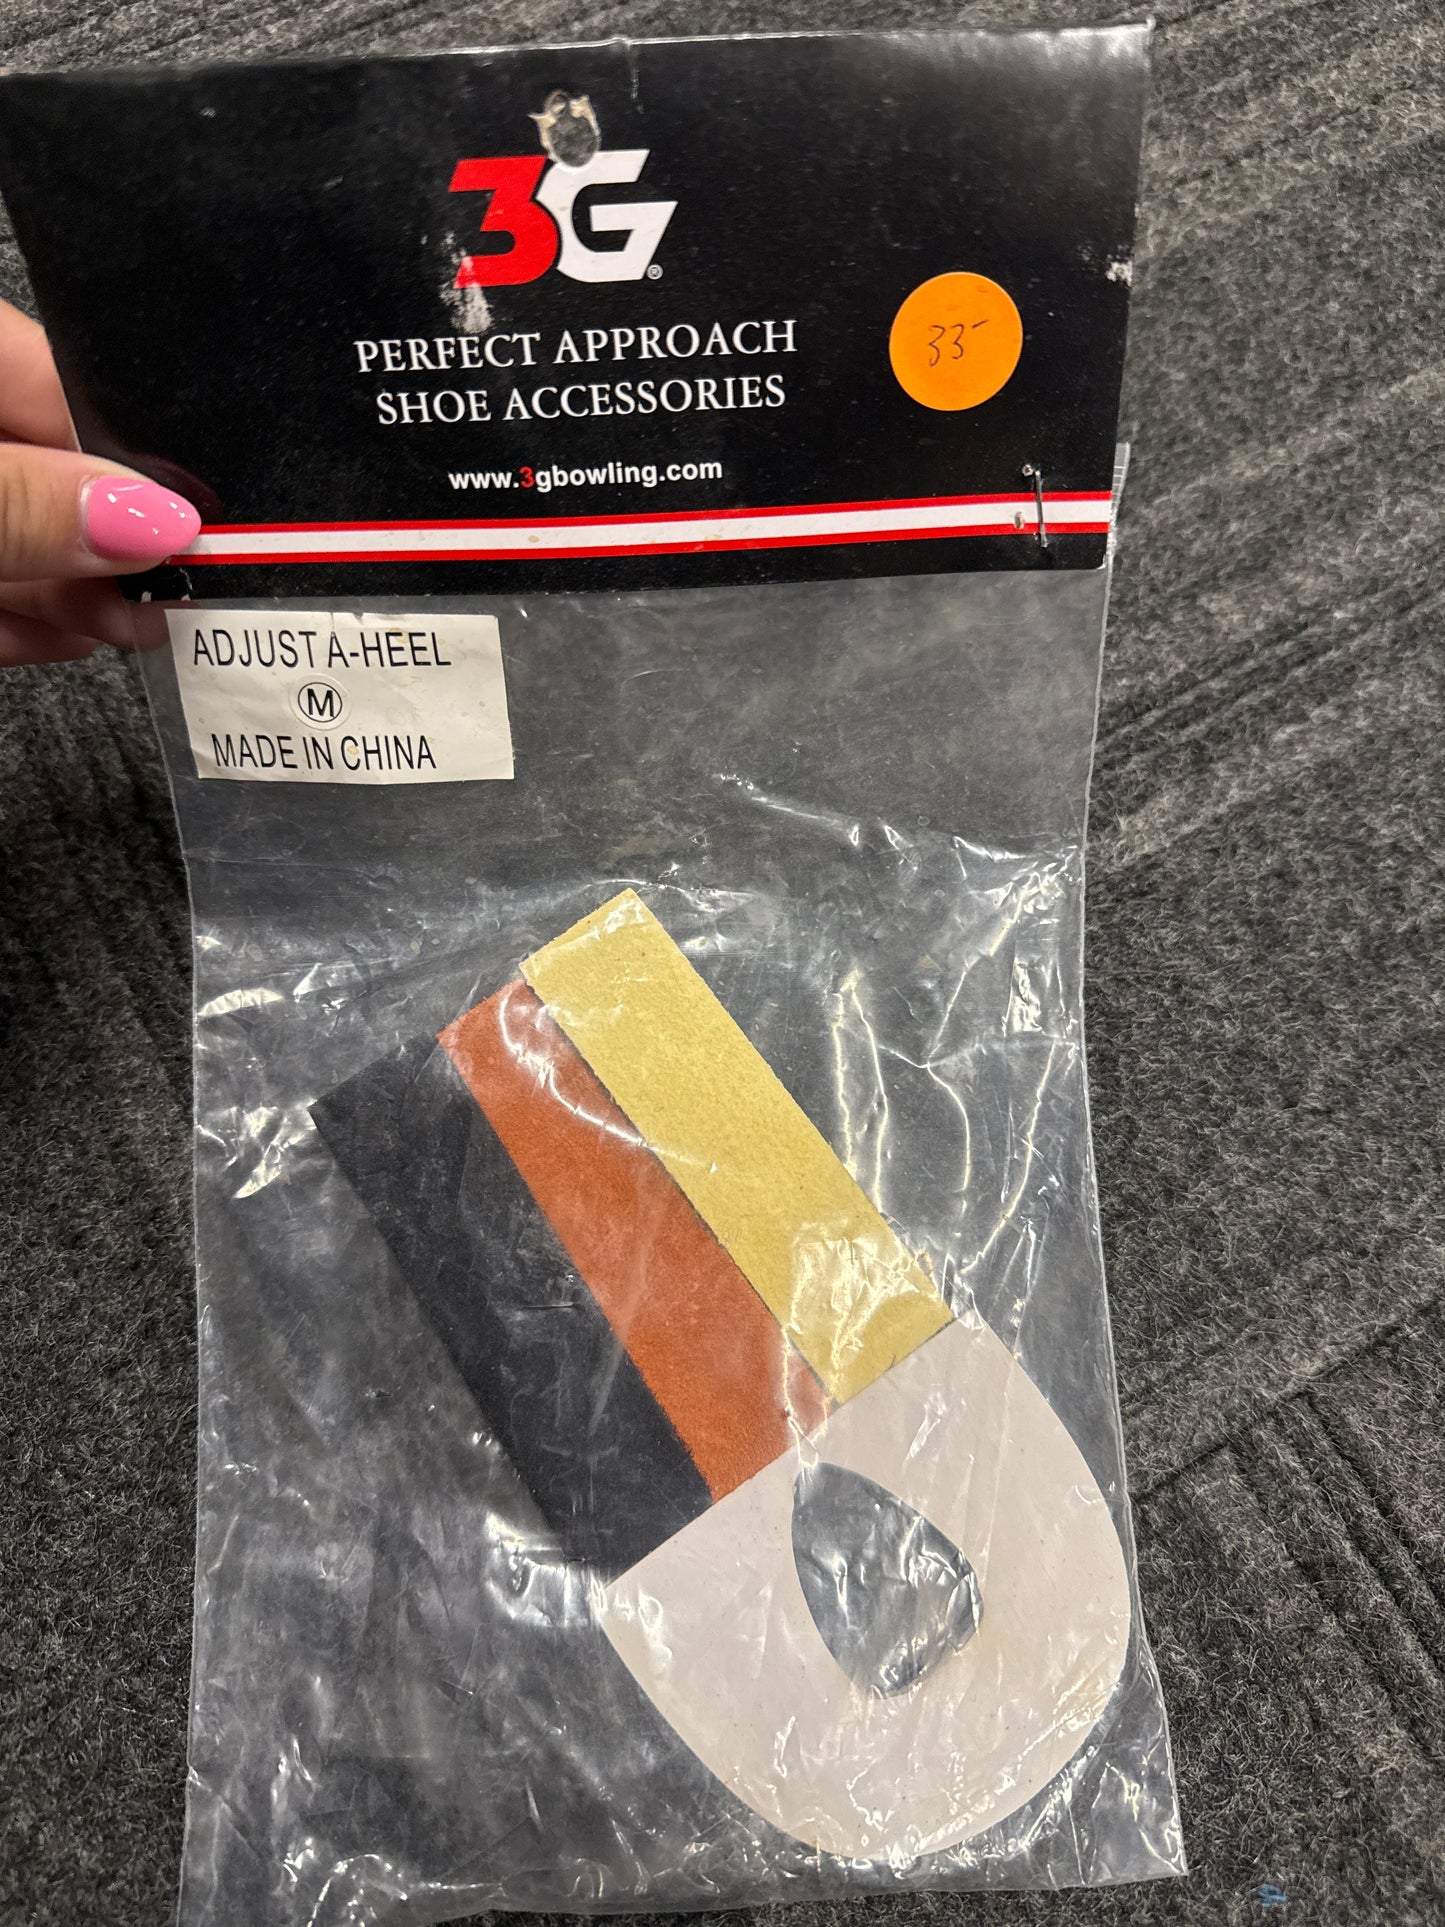 3G®
PERFECT APPROACH
SHOE ACCESSORIES
33-
www.3gbowling.com
ADJUST A-HEEL
M
MADE IN CHINA